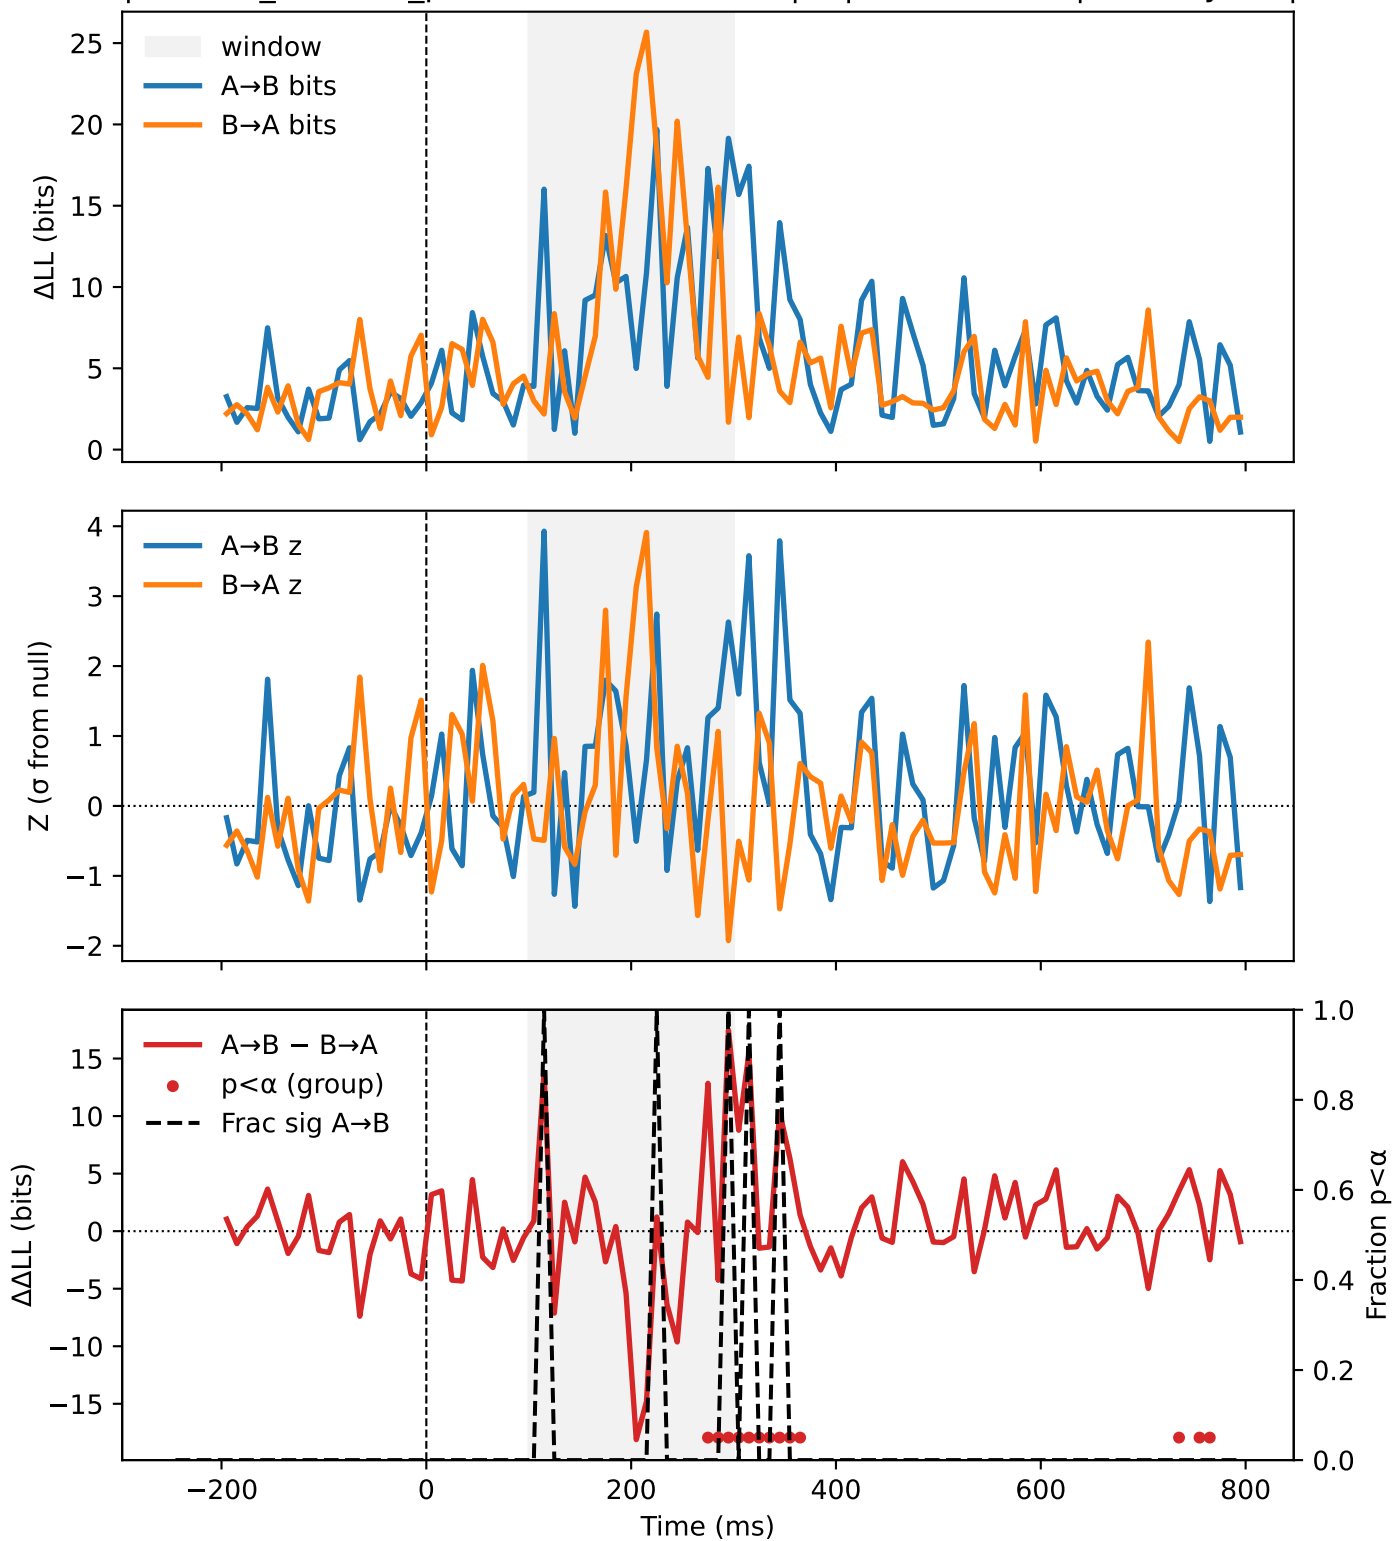 window
A→B bits
B→A bits
ΔLL (bits)
25
20
15
10
5
0
A→B z
B→A z
Z (σ from null)
4
3
2
1
0
−1
−2
A→B − B→A
p<α (group)
Frac sig A→B
ΔΔLL (bits)
15
10
5
0
−5
−10
−15
1.0
0.8
0.6
0.4
0.2
0.0
Fraction p<α
−200
0
200
400
600
800
Time (ms)